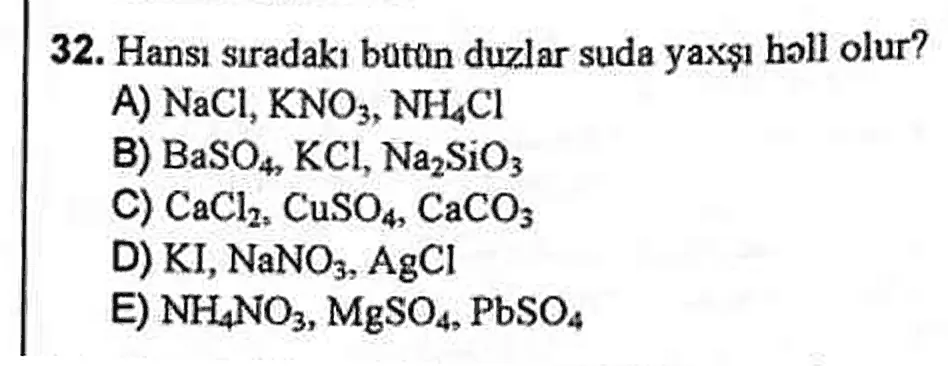 32. Hansı sıradakı bütün duzlar suda yaxşı həll olur?
A) NaCl, KNO₃, NH₄Cl
B) BaSO₄, KCl, Na₂SiO₃
C) CaCl₂, CuSO₄, CaCO₃
D) KI, NaNO₃, AgCl
E) NH₄NO₃, MgSO₄, PbSO₄